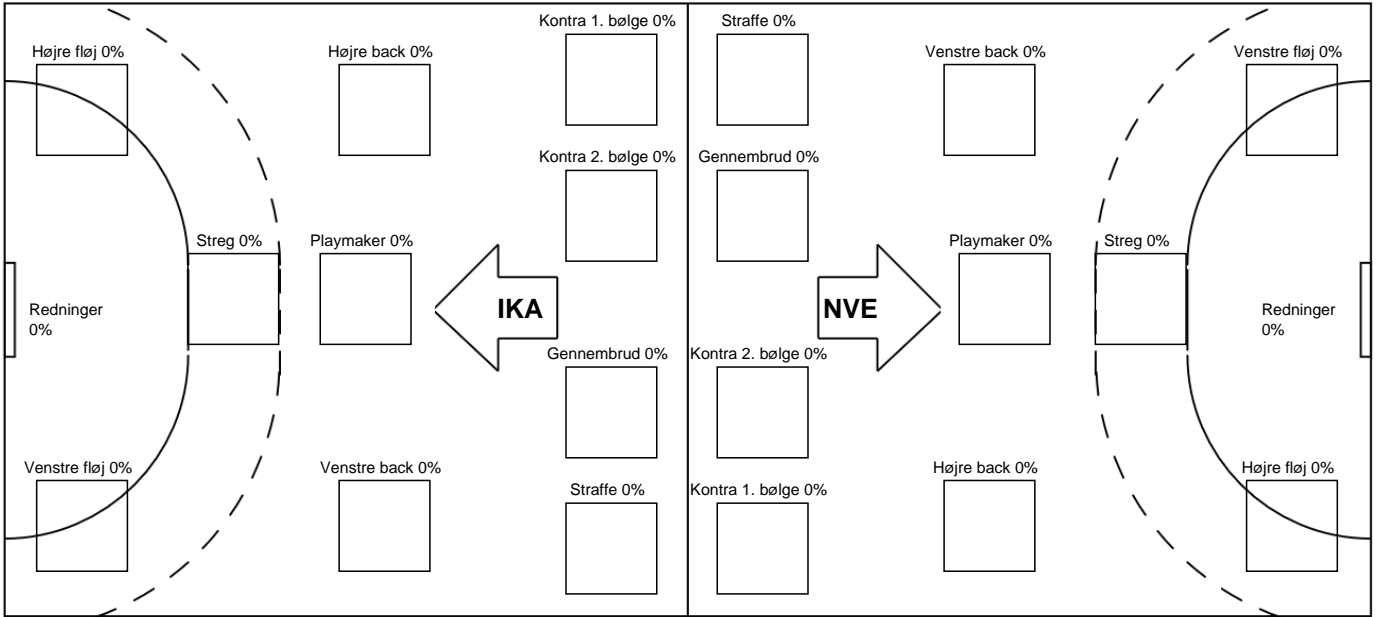 Kontra 1. bølge 0%
Straffe 0%
Højre fløj 0%
Højre back 0%
Venstre back 0%
Venstre fløj 0%
Kontra 2. bølge 0%
Gennembrud 0%
Streg 0%
Playmaker 0%
Playmaker 0%
Streg 0%
Redninger
0%
IKA
NVE
Redninger
0%
Gennembrud 0%
Kontra 2. bølge 0%
Venstre fløj 0%
Venstre back 0%
Straffe 0%
Kontra 1. bølge 0%
Højre back 0%
Højre fløj 0%